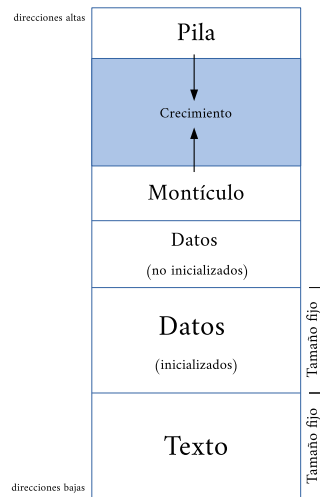 direcciones altas
Pila
Crecimiento
Montículo
Datos
(no inicializados)
Datos
(inicializados)
Tamaño fijo
Texto
Tamaño fijo
direcciones bajas